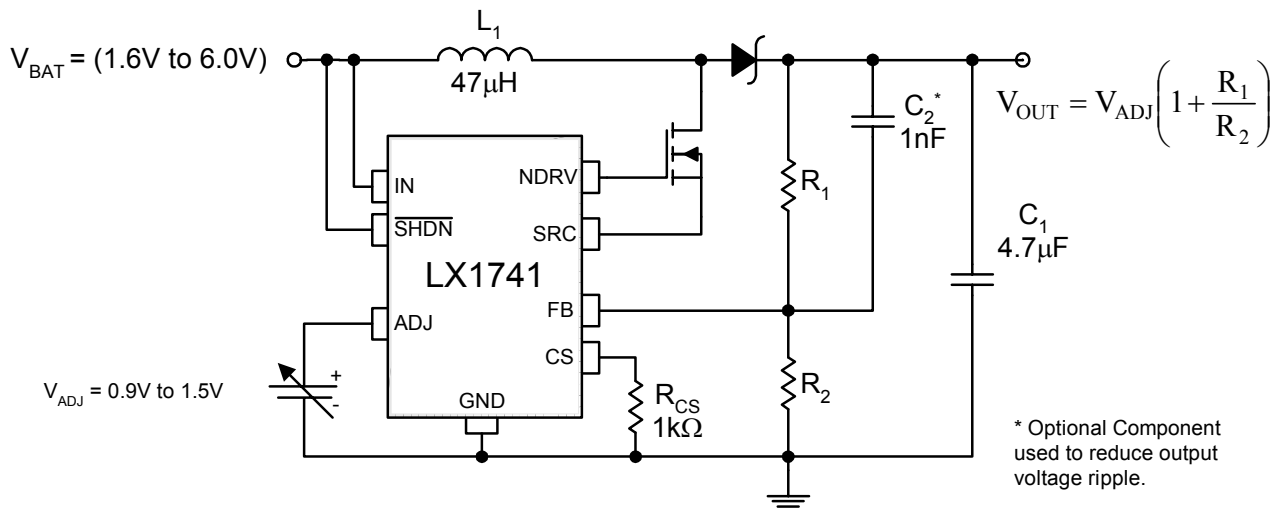 L₁
V_BAT = (1.6V to 6.0V)
47μH
V_OUT = V_ADJ(1 + R₁/R₂)
C₂*
1nF
NDRV
IN
R₁
SHDN
SRC
C₁
4.7μF
LX1741
FB
ADJ
CS
V_ADJ = 0.9V to 1.5V
+
-
GND
R_CS
1kΩ
R₂
* Optional Component
used to reduce output
voltage ripple.